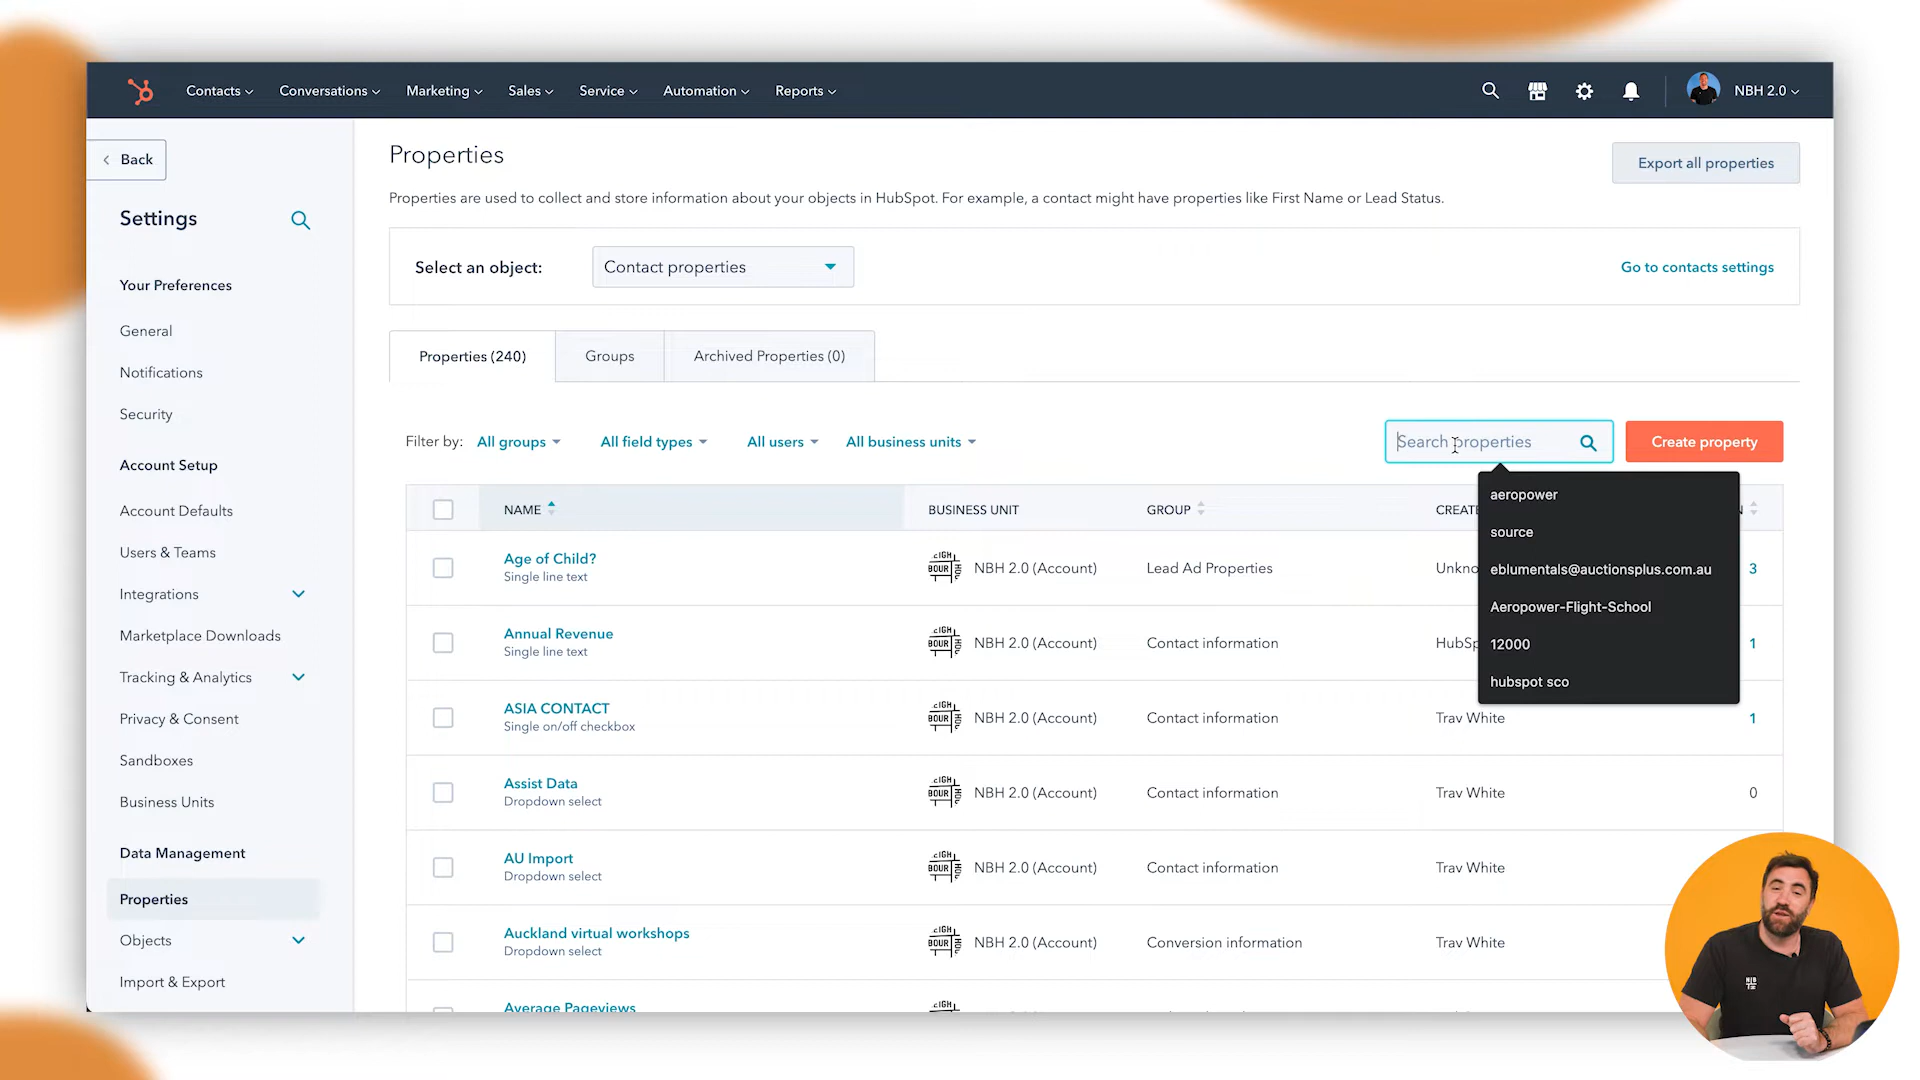 Contacts
Conversations
Marketing
Sales
Service
Automation
Reports
NBH 2.0
Back
Settings
Your Preferences
General
Notifications
Security
Account Setup
Account Defaults
Users & Teams
Integrations
Marketplace Downloads
Tracking & Analytics
Privacy & Consent
Sandboxes
Business Units
Data Management
Properties
Objects
Import & Export
Properties
Export all properties
Properties are used to collect and store information about your objects in HubSpot. For example, a contact might have properties like First Name or Lead Status.
Select an object:
Contact properties
Go to contacts settings
Properties (240)
Groups
Archived Properties (0)
Filter by:
All groups
All field types
All users
All business units
Search properties
Create property
aeropower
source
eblumentals@auctionsplus.com.au
Aeropower-Flight-School
12000
hubspot sco
NAME
BUSINESS UNIT
GROUP
Age of Child?
Single line text
NBH 2.0 (Account)
Lead Ad Properties
3
Annual Revenue
Single line text
NBH 2.0 (Account)
Contact information
1
ASIA CONTACT
Single on/off checkbox
NBH 2.0 (Account)
Contact information
Trav White
1
Assist Data
Dropdown select
NBH 2.0 (Account)
Contact information
Trav White
0
AU Import
Dropdown select
NBH 2.0 (Account)
Contact information
Trav White
Auckland virtual workshops
Dropdown select
NBH 2.0 (Account)
Conversion information
Trav White
Average Pageviews